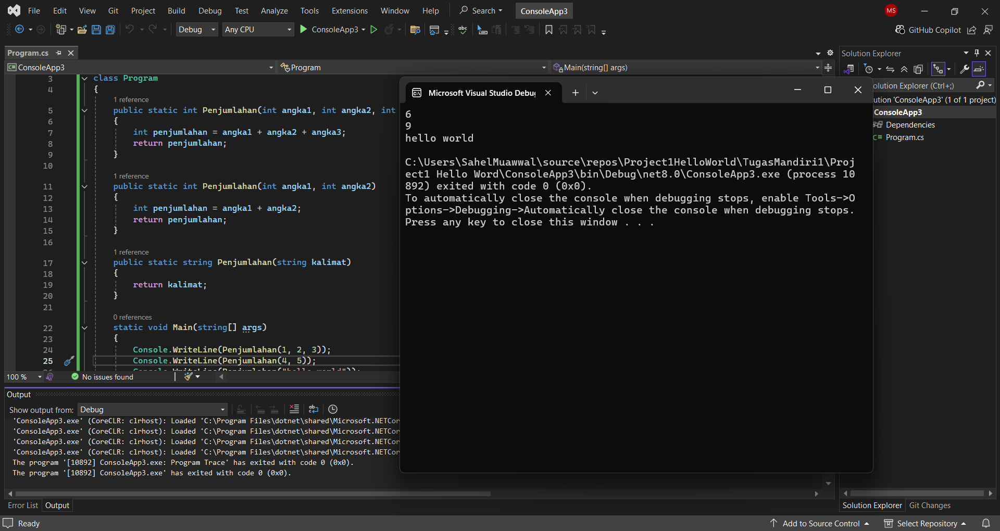 File Edit View Git Project Build Debug Test Analyze Tools Extensions Window Help Search ConsoleApp3 MS
Debug Any CPU ConsoleApp3 GitHub Copilot
Program.cs
ConsoleApp3 Program Main(string[] args)
3 class Program
4 {
1 reference
5 public static int Penjumlahan(int angka1, int angka2, int
6 {
7 int penjumlahan = angka1 + angka2 + angka3;
8 return penjumlahan;
9 }
10
1 reference
11 public static int Penjumlahan(int angka1, int angka2)
12 {
13 int penjumlahan = angka1 + angka2;
14 return penjumlahan;
15 }
16
1 reference
17 public static string Penjumlahan(string kalimat)
18 {
19 return kalimat;
20 }
21
0 references
22 static void Main(string[] args)
23 {
24 Console.WriteLine(Penjumlahan(1, 2, 3));
25 Console.WriteLine(Penjumlahan(4, 5));
Console.WriteLine(Penjumlahan("hello world"));
100 % No issues found
Microsoft Visual Studio Debug
6
9
hello world
C:\Users\SahelMuawwal\source\repos\Project1HelloWorld\TugasMandiri1\Proj
ect1 Hello Word\ConsoleApp3\bin\Debug\net8.0\ConsoleApp3.exe (process 10
892) exited with code 0 (0x0).
To automatically close the console when debugging stops, enable Tools->O
ptions->Debugging->Automatically close the console when debugging stops.
Press any key to close this window . . .
Solution Explorer
olution Explorer (Ctrl+;)
ution 'ConsoleApp3' (1 of 1 project)
ConsoleApp3
Dependencies
C# Program.cs
Output
Show output from: Debug
'ConsoleApp3.exe' (CoreCLR: clrhost): Loaded 'C:\Program Files\dotnet\shared\Microsoft.NETCor
'ConsoleApp3.exe' (CoreCLR: clrhost): Loaded 'C:\Program Files\dotnet\shared\Microsoft.NETCor
'ConsoleApp3.exe' (CoreCLR: clrhost): Loaded 'C:\Program Files\dotnet\shared\Microsoft.NETCor
'ConsoleApp3.exe' (CoreCLR: clrhost): Loaded 'C:\Program Files\dotnet\shared\Microsoft.NETCor
The program '[10892] ConsoleApp3.exe: Program Trace' has exited with code 0 (0x0).
The program '[10892] ConsoleApp3.exe' has exited with code 0 (0x0).
Error List Output
Solution Explorer Git Changes
Ready Add to Source Control Select Repository